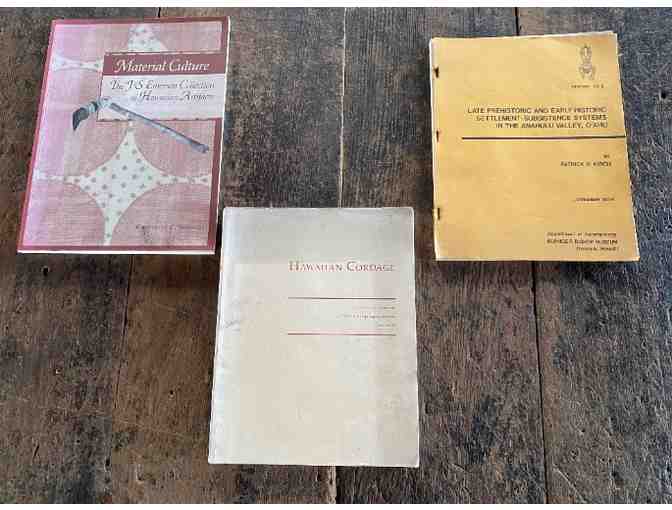 Material Culture
The J·S Emerson Collection
of Hawaiian Artifacts
HAWAIIAN CORDAGE
LATE PREHISTORIC AND EARLY HISTORIC
SETTLEMENT-SUBSISTENCE SYSTEMS
IN THE ANAHULU VALLEY, O'AHU
BY
PATRICK V. KIRCH
Department of Anthropology
BERNICE P. BISHOP MUSEUM
Honolulu, Hawaii